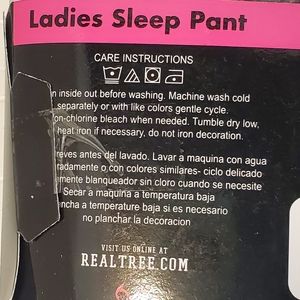 Ladies Sleep Pant
CARE INSTRUCTIONS
inside out before washing. Machine wash cold
separately or with like colors gentle cycle.
on-chlorine bleach when needed. Tumble dry low,
heat iron if necessary, do not iron decoration.
reves antes del lavado. Lavar a maquina con agua
radamente o con colores similares- ciclo delicado
mente blanqueador sin cloro cuando se necesite
Secar a maquina a temperatura baja
ncha a temperatura baja si es necesario
no planchar la decoracion
VISIT US ONLINE AT
REALTREE.COM